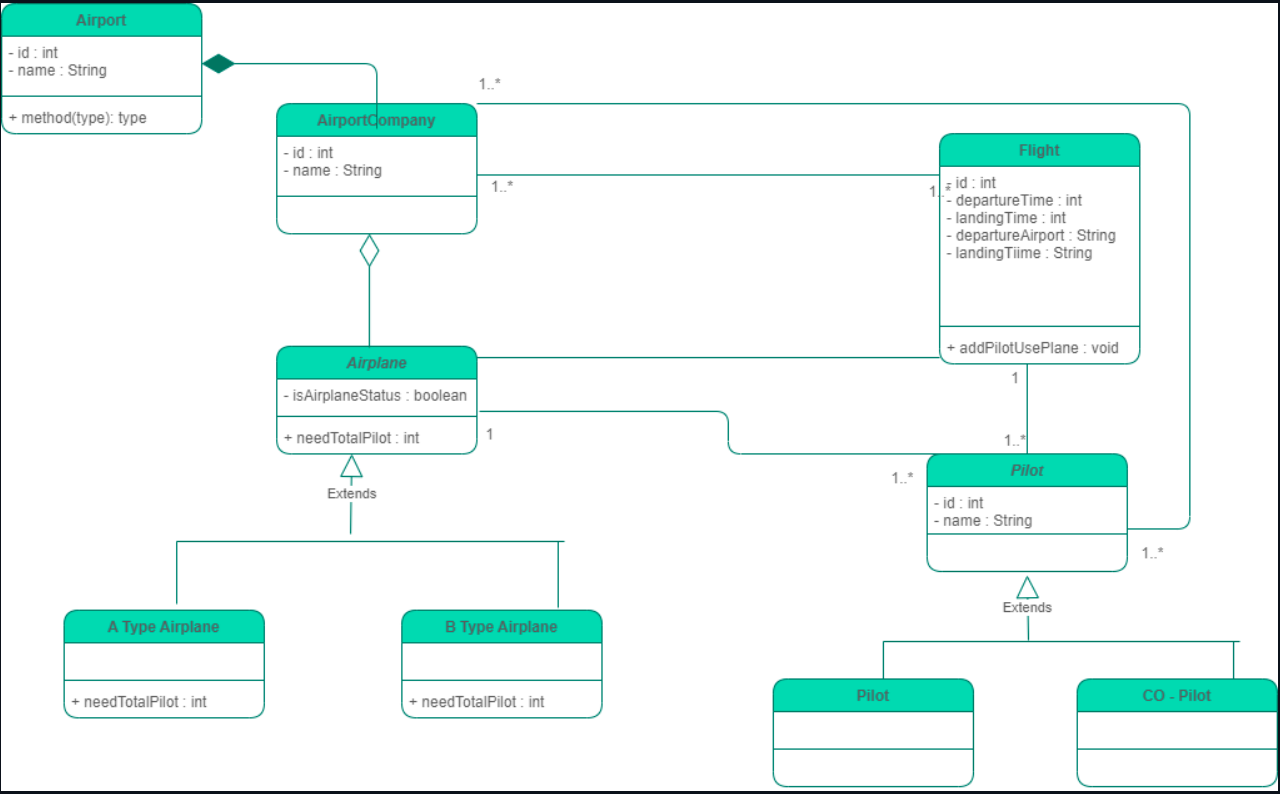 Airport
- id : int
- name : String
+ method(type): type
1..*
AirportCompany
- id : int
- name : String
1..*
Flight
1..*
- id : int
- departureTime : int
- landingTime : int
- departureAirport : String
- landingTiime : String
+ addPilotUsePlane : void
Airplane
- isAirplaneStatus : boolean
+ needTotalPilot : int
1
1
1..*
1..*
Pilot
- id : int
- name : String
1..*
Extends
A Type Airplane
+ needTotalPilot : int
B Type Airplane
+ needTotalPilot : int
Extends
Pilot
CO - Pilot